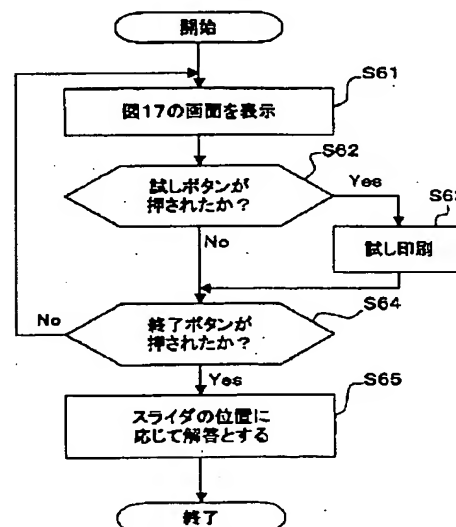 開始
S61
図17の画面を表示
S62
試しボタンが
押されたか？
Yes
S63
試し印刷
No
S64
No
終了ボタンが
押されたか？
Yes
S65
スライダの位置に
応じて解答とする
終了